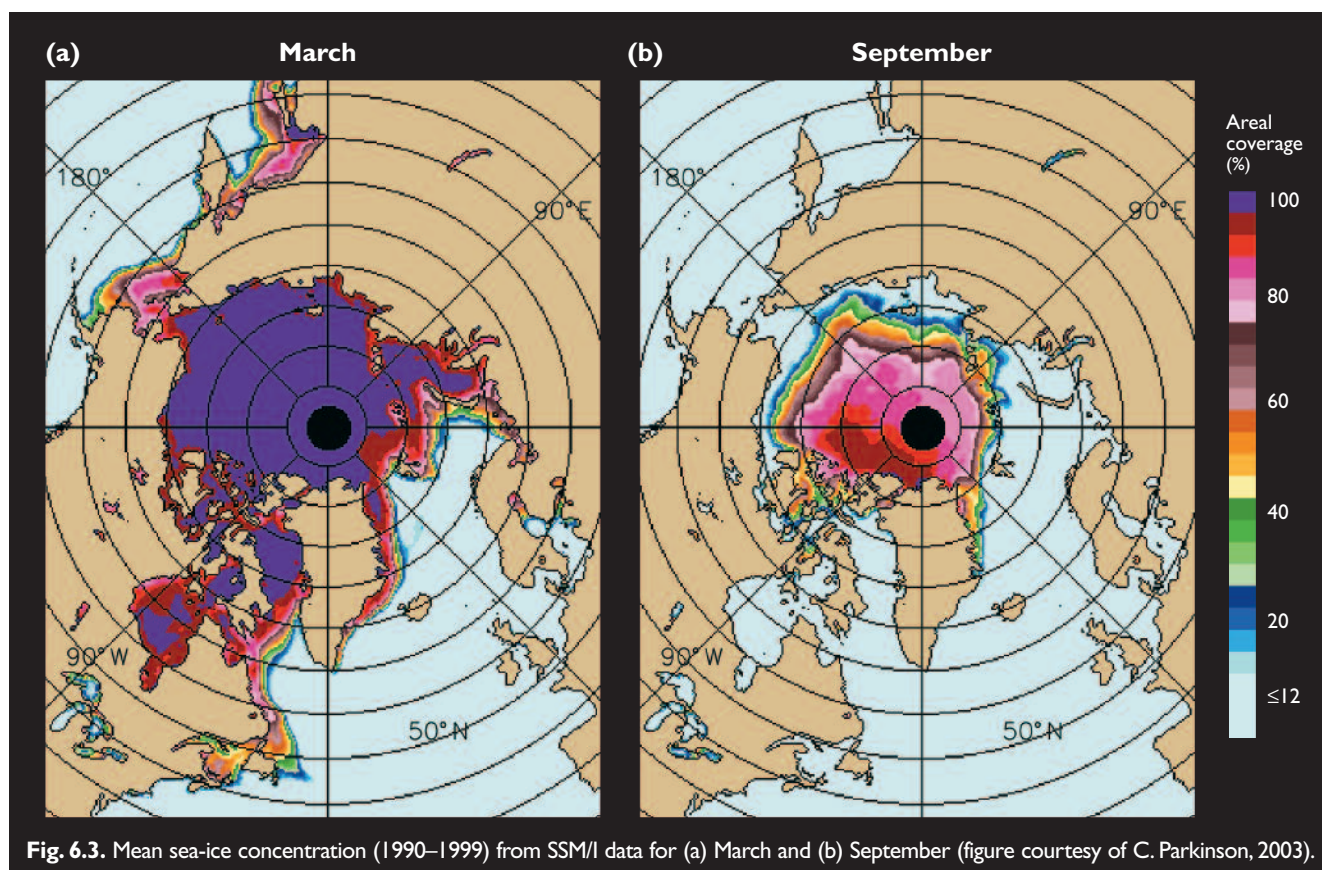 (a) March
(b) September
180°
90°E
90°W
50°N
180°
90°E
90°W
50°N
Areal
coverage
(%)
100
80
60
40
20
≤12
Fig. 6.3. Mean sea-ice concentration (1990–1999) from SSM/I data for (a) March and (b) September (figure courtesy of C. Parkinson, 2003).